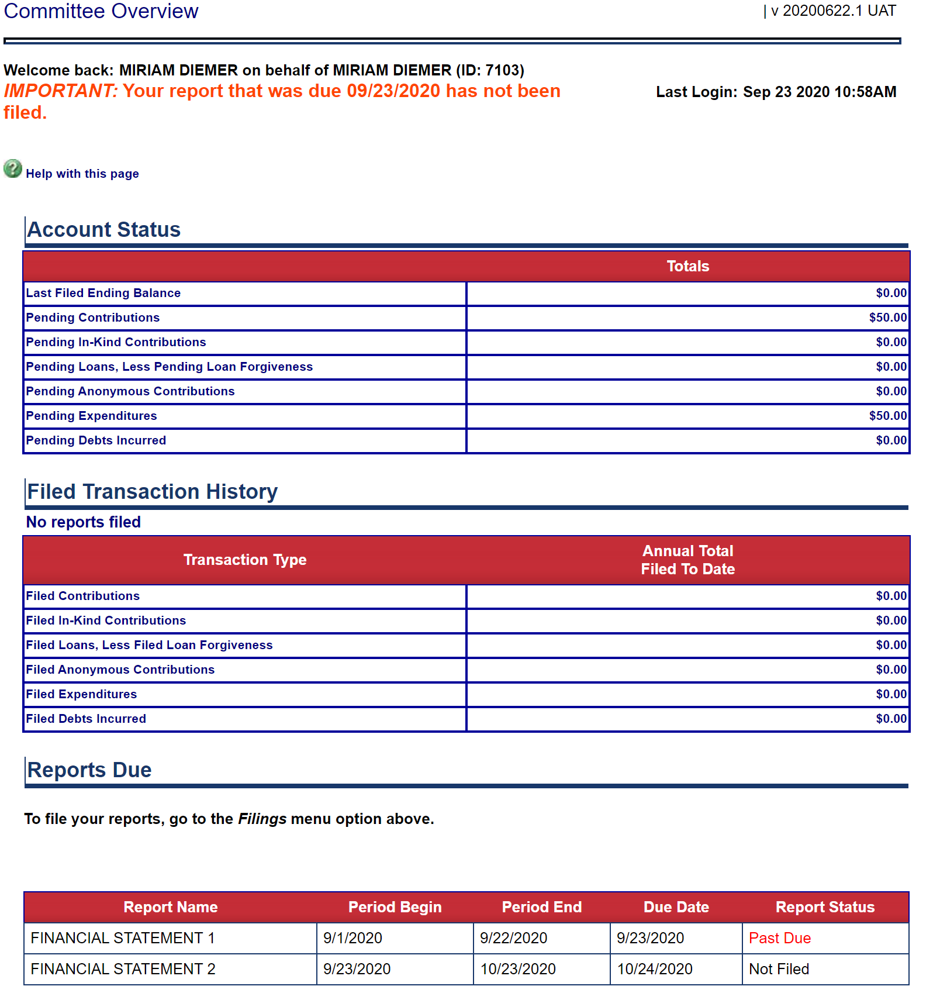 Committee Overview
| v 20200622.1 UAT
Welcome back: MIRIAM DIEMER on behalf of MIRIAM DIEMER (ID: 7103)
IMPORTANT: Your report that was due 09/23/2020 has not been
filed.
Last Login: Sep 23 2020 10:58AM
? Help with this page
Account Status
Totals
Last Filed Ending Balance $0.00
Pending Contributions $50.00
Pending In-Kind Contributions $0.00
Pending Loans, Less Pending Loan Forgiveness $0.00
Pending Anonymous Contributions $0.00
Pending Expenditures $50.00
Pending Debts Incurred $0.00
Filed Transaction History
No reports filed
Transaction Type Annual Total
Filed To Date
Filed Contributions $0.00
Filed In-Kind Contributions $0.00
Filed Loans, Less Filed Loan Forgiveness $0.00
Filed Anonymous Contributions $0.00
Filed Expenditures $0.00
Filed Debts Incurred $0.00
Reports Due
To file your reports, go to the Filings menu option above.
Report Name Period Begin Period End Due Date Report Status
FINANCIAL STATEMENT 1 9/1/2020 9/22/2020 9/23/2020 Past Due
FINANCIAL STATEMENT 2 9/23/2020 10/23/2020 10/24/2020 Not Filed